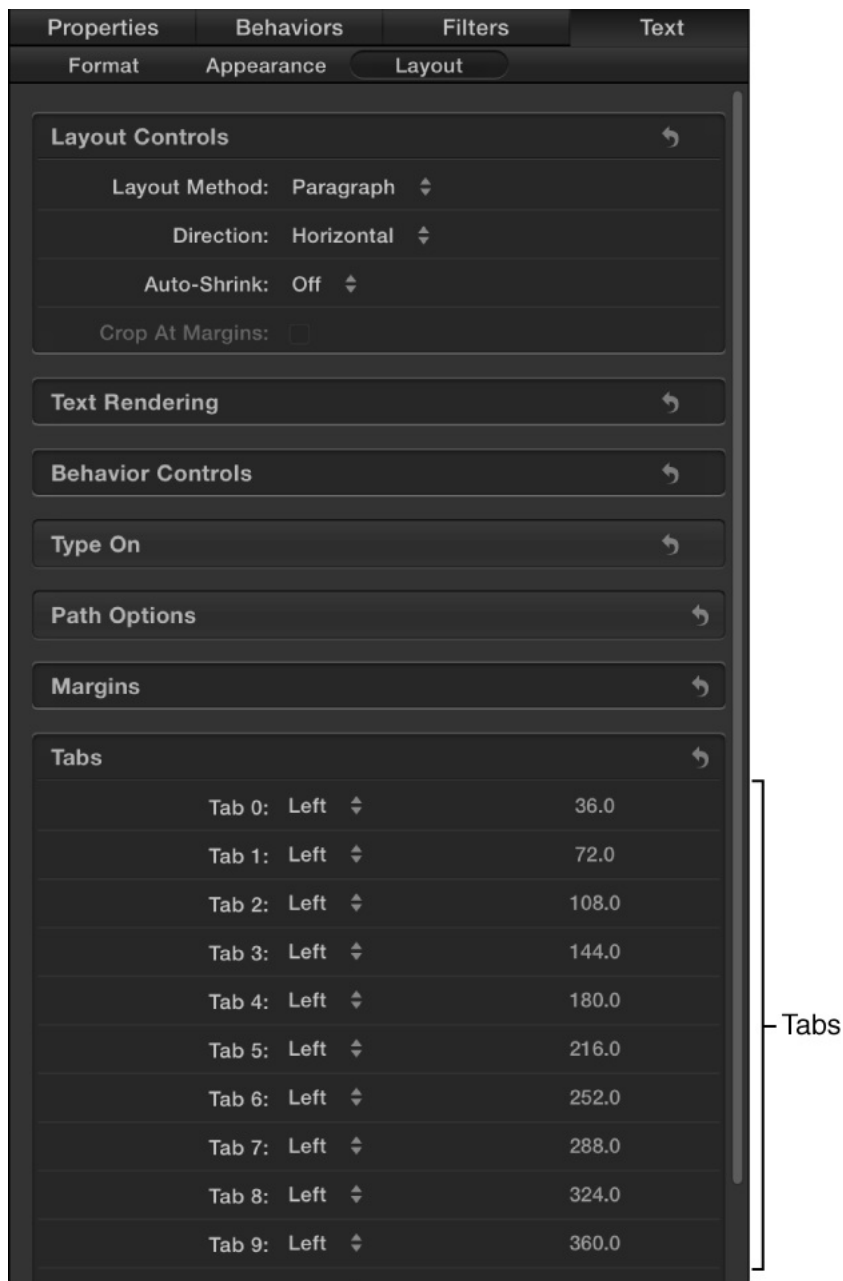 Properties Behaviors Filters Text
Format Appearance Layout
Layout Controls
Layout Method: Paragraph
Direction: Horizontal
Auto-Shrink: Off
Crop At Margins:
Text Rendering
Behavior Controls
Type On
Path Options
Margins
Tabs
Tab 0: Left 36.0
Tab 1: Left 72.0
Tab 2: Left 108.0
Tab 3: Left 144.0
Tab 4: Left 180.0
Tab 5: Left 216.0
Tab 6: Left 252.0
Tab 7: Left 288.0
Tab 8: Left 324.0
Tab 9: Left 360.0
Tabs